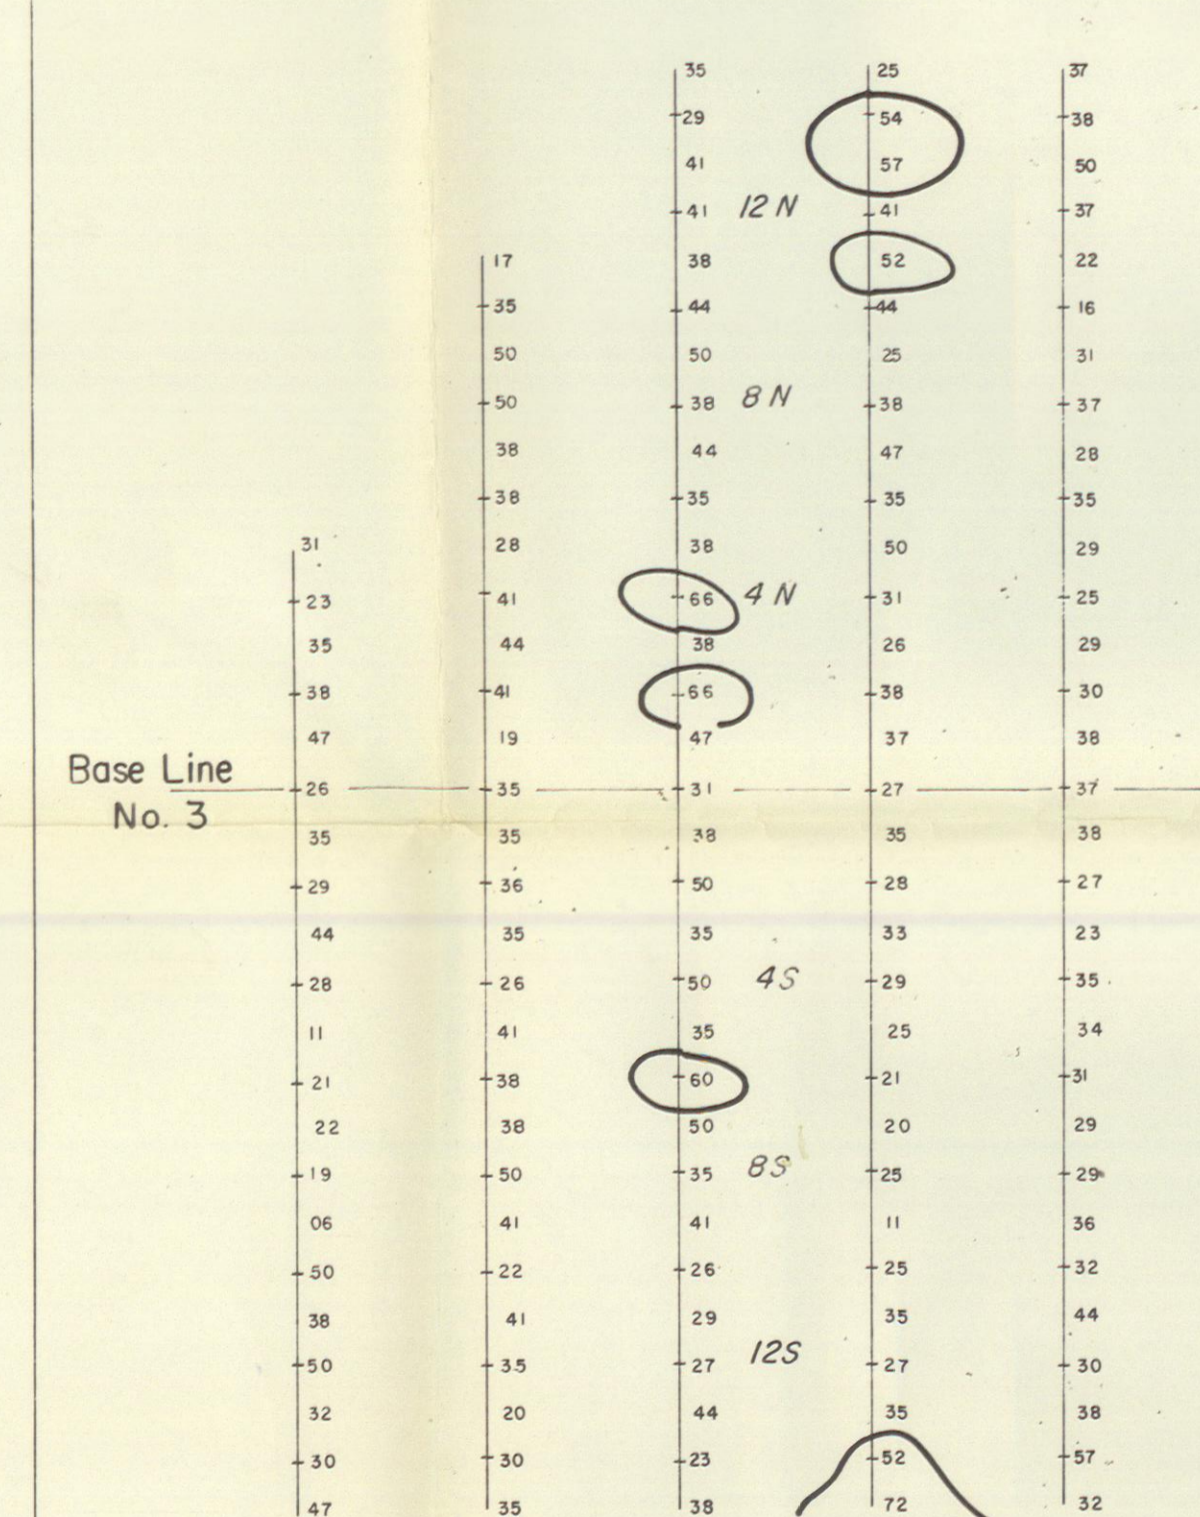 35 25 37
29 54 38
41 57 50
41 12 N 41 37
17 38 52 22
35 44 44 16
50 50 25 31
50 38 8 N 38 37
38 44 47 28
38 35 35 35
31 28 38 50 29
23 41 66 4 N 31 25
35 44 38 26 29
38 41 66 38 30
47 19 47 37 38
Base Line
26 35 31 27 37
No. 3
35 35 38 35 38
29 36 50 28 27
44 35 35 33 23
28 26 50 4S 29 35
11 41 35 25 34
21 38 60 21 31
22 38 50 20 29
19 50 35 8S 25 29
06 41 41 11 36
50 22 26 25 32
38 41 29 35 44
50 35 27 12S 27 30
32 20 44 35 38
30 30 23 52 57
47 35 38 72 32